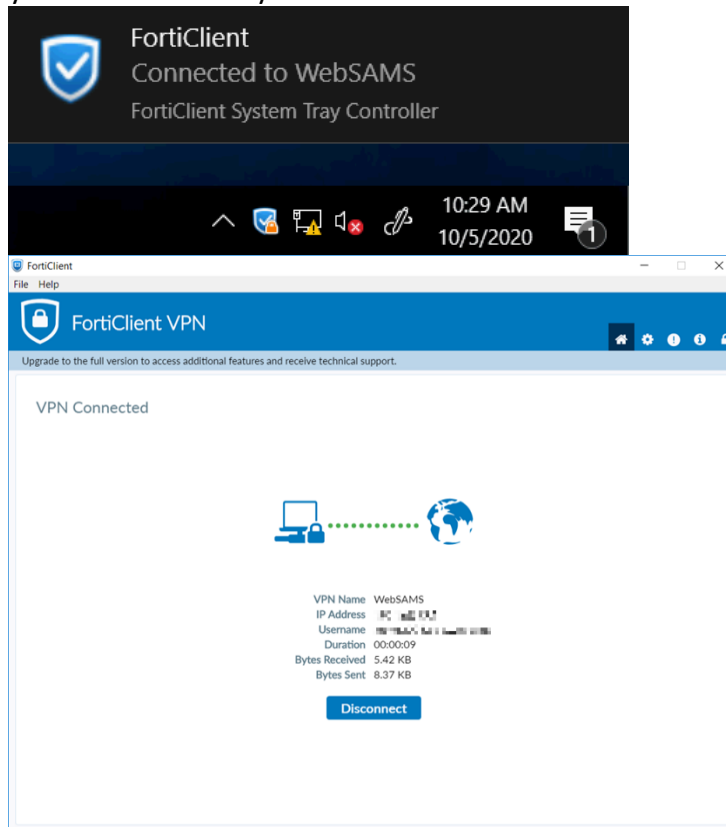 FortiClient
Connected to WebSAMS
FortiClient System Tray Controller
10:29 AM
10/5/2020
1
FortiClient
File Help
FortiClient VPN
Upgrade to the full version to access additional features and receive technical support.
VPN Connected
VPN Name WebSAMS
IP Address
Username
Duration 00:00:09
Bytes Received 5.42 KB
Bytes Sent 8.37 KB
Disconnect